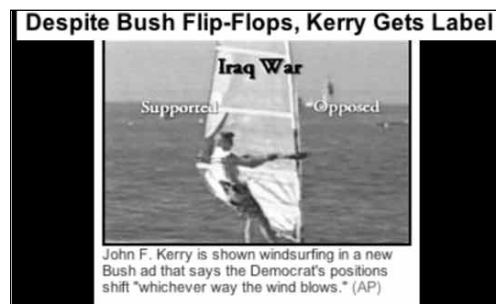 Despite Bush Flip-Flops, Kerry Gets Label
Iraq War
Supported
Opposed
John F. Kerry is shown windsurfing in a new
Bush ad that says the Democrat's positions
shift "whichever way the wind blows." (AP)